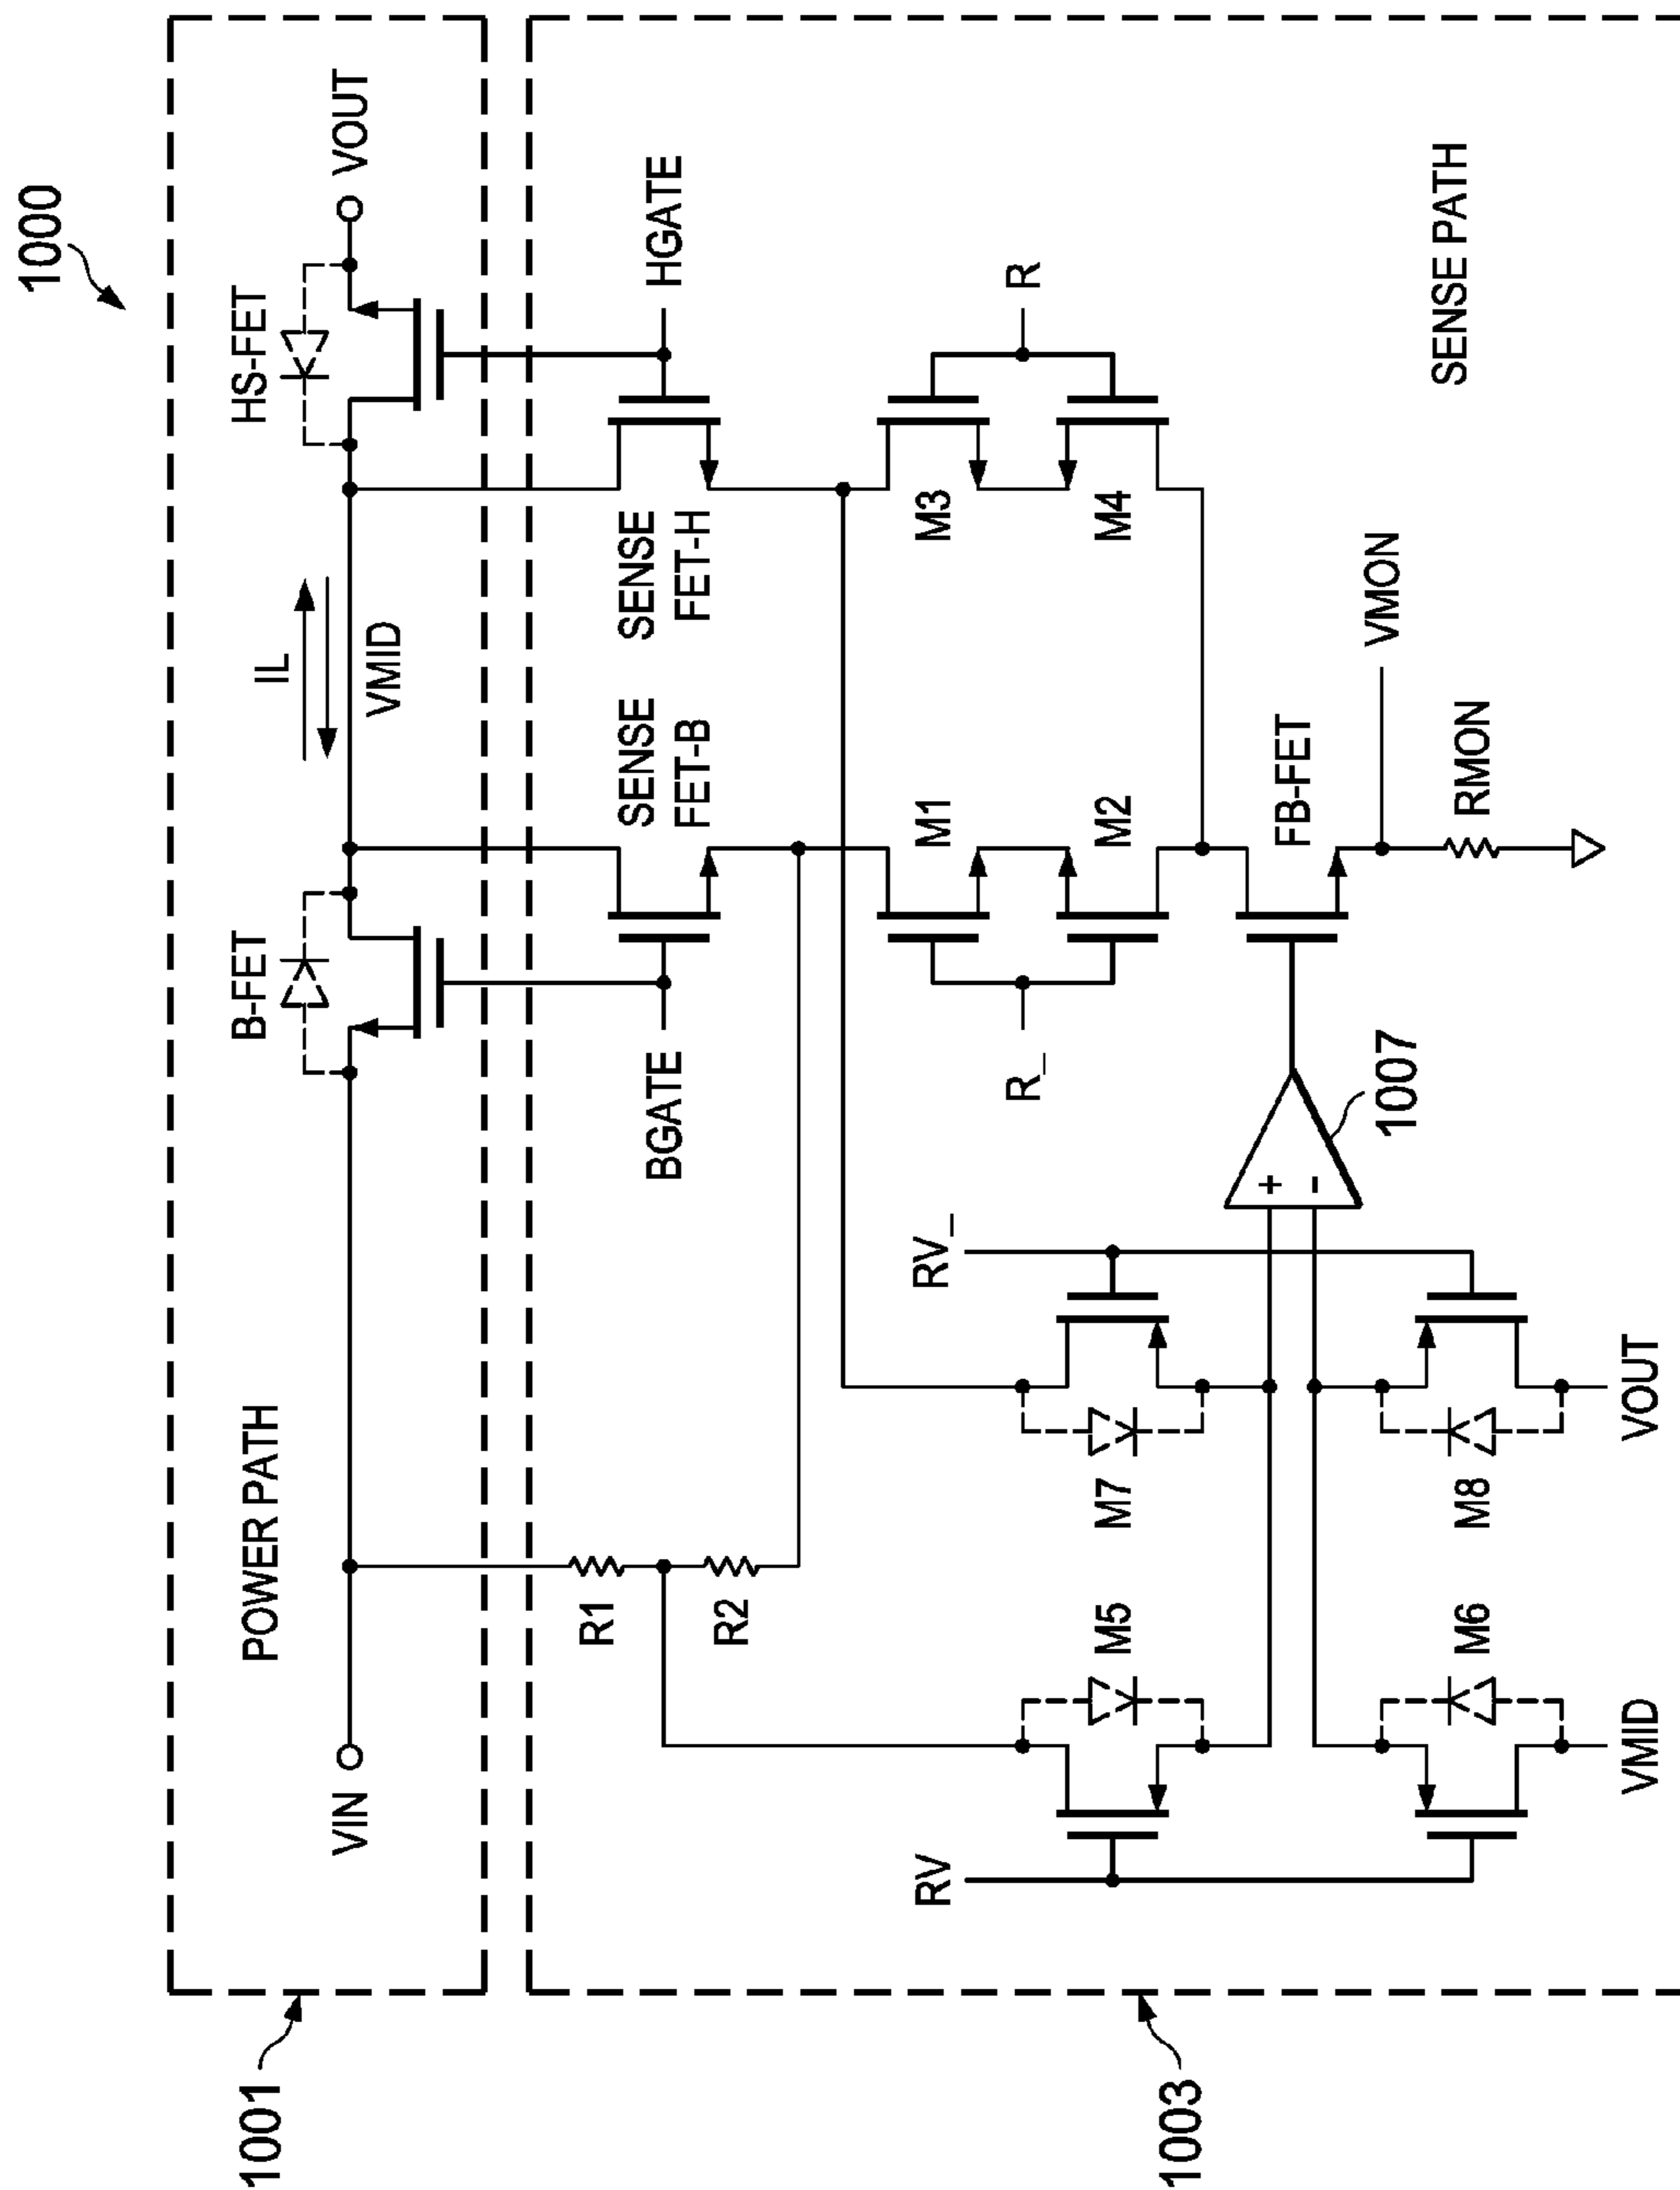 1000
POWER PATH
VIN
B-FET
IL
VMID
HS-FET
VOUT
R1
R2
BGATE
SENSE
FET-B
SENSE
FET-H
HGATE
RV
M5
M7
RV_
R_
M1
M2
M3
M4
R
+
-
1007
FB-FET
M6
M8
VMID
VOUT
VMON
RMON
SENSE PATH
1001
1003